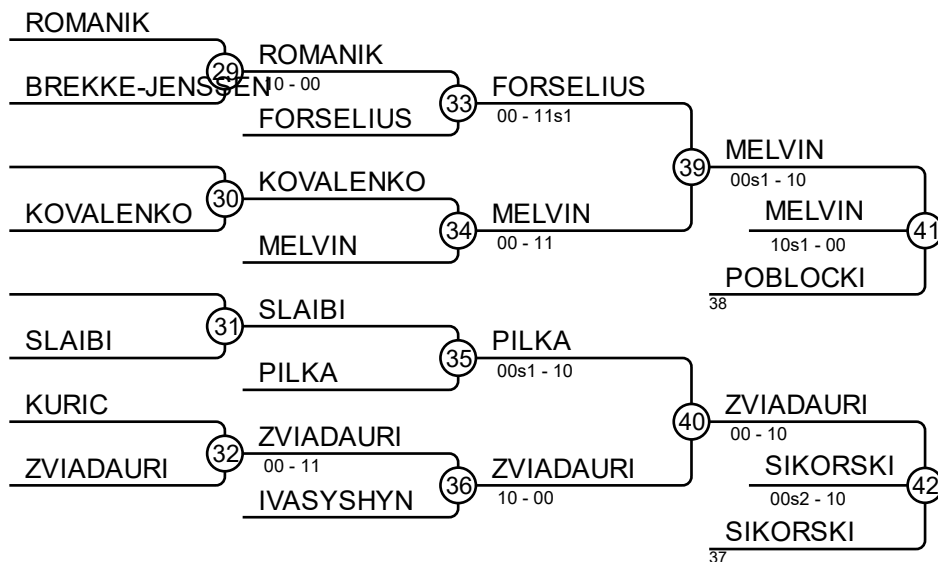 ROMANIK
29
ROMANIK
BREKKE-JENSSEN
10 - 00
33
FORSELIUS
FORSELIUS
00 - 11s1
39
MELVIN
00s1 - 10
30
KOVALENKO
KOVALENKO
34
MELVIN
MELVIN
00 - 11
MELVIN
41
10s1 - 00
POBLOCKI
38
31
SLAIBI
SLAIBI
35
PILKA
PILKA
00s1 - 10
KURIC
40
ZVIADAURI
00 - 10
32
ZVIADAURI
ZVIADAURI
00 - 11
36
ZVIADAURI
IVASYSHYN
10 - 00
SIKORSKI
42
00s2 - 10
SIKORSKI
37